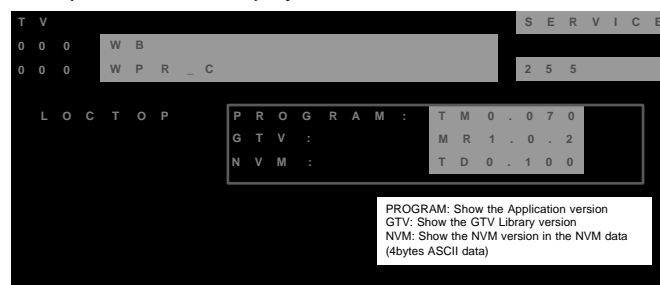 TV SERVICE
000 WB
000 WPR_C 255
LOCTOP PROGRAM: TM0.070
GTV: MR1.0.2
NVM: TD0.100
PROGRAM: Show the Application version
GTV: Show the GTV Library version
NVM: Show the NVM version in the NVM data
(4bytes ASCII data)